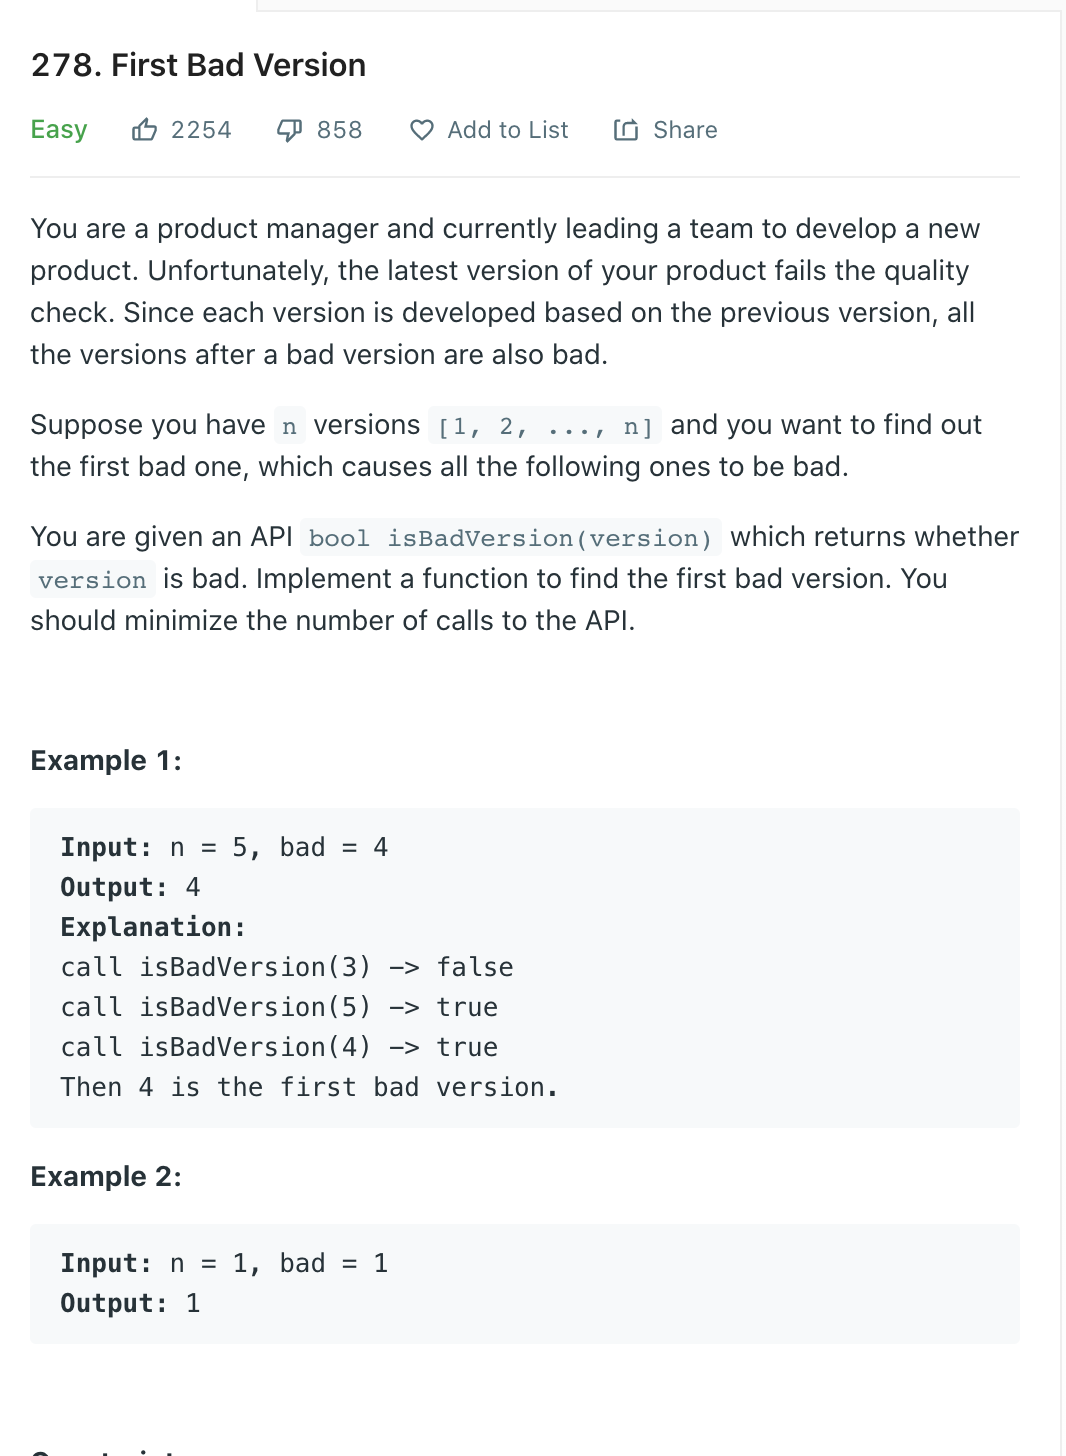 278. First Bad Version
Easy 2254 858 Add to List Share
You are a product manager and currently leading a team to develop a new
product. Unfortunately, the latest version of your product fails the quality
check. Since each version is developed based on the previous version, all
the versions after a bad version are also bad.
Suppose you have n versions [1, 2, ..., n] and you want to find out
the first bad one, which causes all the following ones to be bad.
You are given an API bool isBadVersion(version) which returns whether
version is bad. Implement a function to find the first bad version. You
should minimize the number of calls to the API.
Example 1:
Input: n = 5, bad = 4
Output: 4
Explanation:
call isBadVersion(3) -> false
call isBadVersion(5) -> true
call isBadVersion(4) -> true
Then 4 is the first bad version.
Example 2:
Input: n = 1, bad = 1
Output: 1